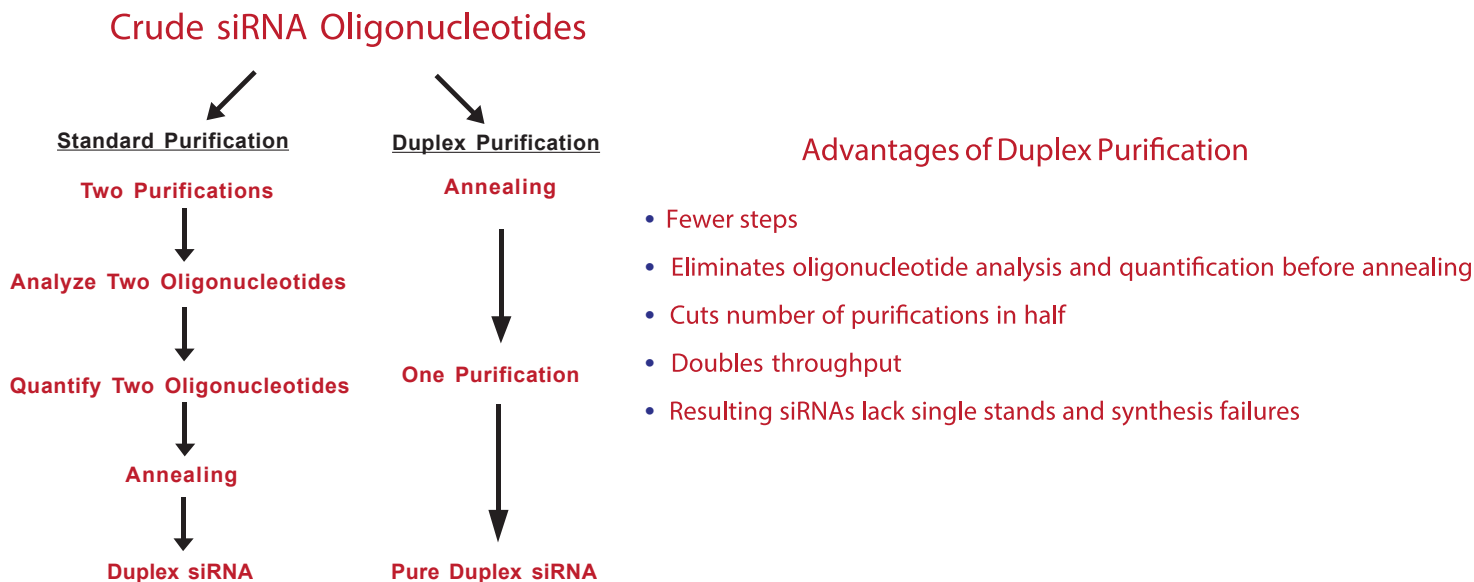 Crude siRNA Oligonucleotides
Standard Purification
Two Purifications
Analyze Two Oligonucleotides
Quantify Two Oligonucleotides
Annealing
Duplex siRNA
Duplex Purification
Annealing
One Purification
Pure Duplex siRNA
Advantages of Duplex Purification
• Fewer steps
• Eliminates oligonucleotide analysis and quantification before annealing
• Cuts number of purifications in half
• Doubles throughput
• Resulting siRNAs lack single stands and synthesis failures